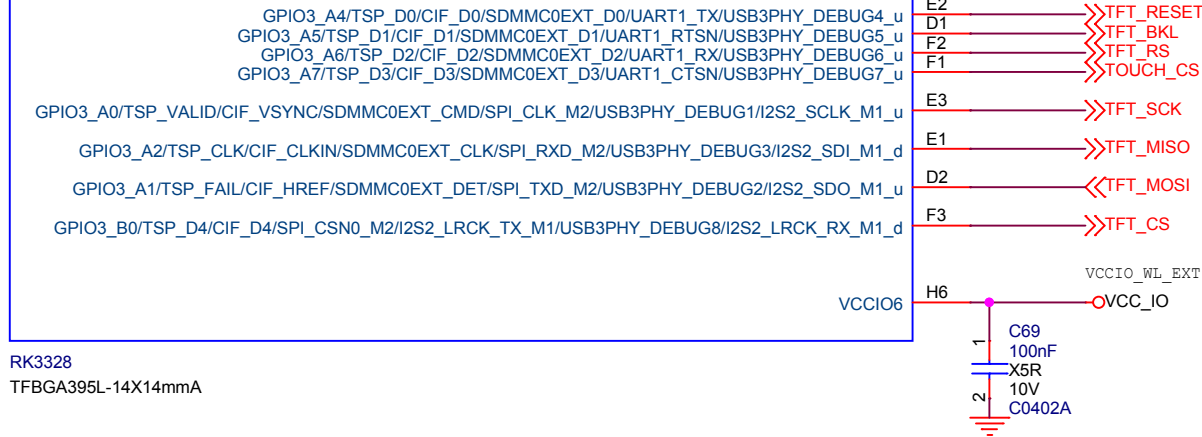 GPIO3_A4/TSP_D0/CIF_D0/SDMMC0EXT_D0/UART1_TX/USB3PHY_DEBUG4_u E2 TFT_RESET
GPIO3_A5/TSP_D1/CIF_D1/SDMMC0EXT_D1/UART1_RTSN/USB3PHY_DEBUG5_u D1 TFT_BKL
GPIO3_A6/TSP_D2/CIF_D2/SDMMC0EXT_D2/UART1_RX/USB3PHY_DEBUG6_u F2 TFT_RS
GPIO3_A7/TSP_D3/CIF_D3/SDMMC0EXT_D3/UART1_CTSN/USB3PHY_DEBUG7_u F1 TOUCH_CS
GPIO3_A0/TSP_VALID/CIF_VSYNC/SDMMC0EXT_CMD/SPI_CLK_M2/USB3PHY_DEBUG1/I2S2_SCLK_M1_u E3 TFT_SCK
GPIO3_A2/TSP_CLK/CIF_CLKIN/SDMMC0EXT_CLK/SPI_RXD_M2/USB3PHY_DEBUG3/I2S2_SDI_M1_d E1 TFT_MISO
GPIO3_A1/TSP_FAIL/CIF_HREF/SDMMC0EXT_DET/SPI_TXD_M2/USB3PHY_DEBUG2/I2S2_SDO_M1_u D2 TFT_MOSI
GPIO3_B0/TSP_D4/CIF_D4/SPI_CSN0_M2/I2S2_LRCK_TX_M1/USB3PHY_DEBUG8/I2S2_LRCK_RX_M1_d F3 TFT_CS
VCCIO_WL_EXT
VCCIO6 H6 VCC_IO
RK3328
TFBGA395L-14X14mmA
1
2
C69
100nF
X5R
10V
C0402A